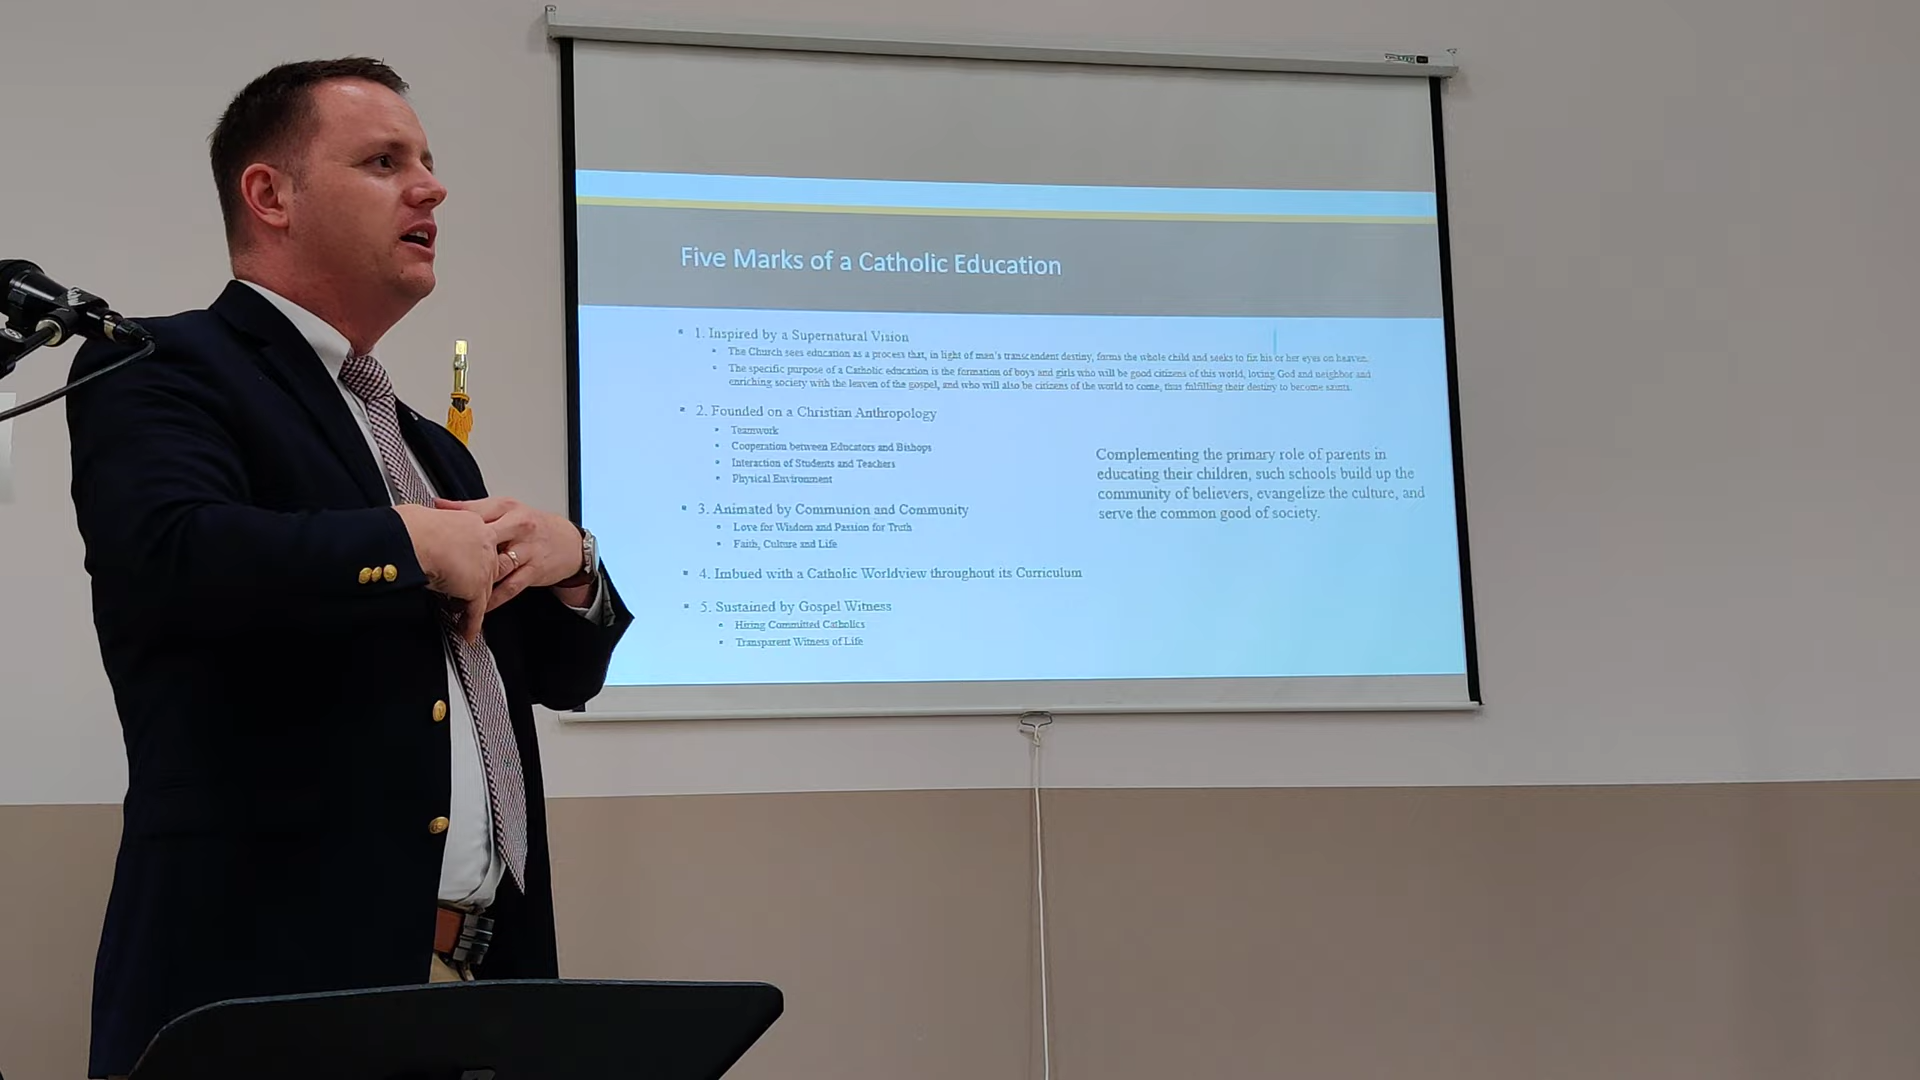 Five Marks of a Catholic Education
1. Inspired by a Supernatural Vision
The Church sees education as a process that, in light of man's transcendent destiny, forms the whole child and seeks to fix his or her eyes on heaven.
The specific purpose of a Catholic education is the formation of boys and girls who will be good citizens of this world, loving God and neighbor and
enriching society with the leaven of the gospel, and who will also be citizens of the world to come, thus fulfilling their destiny to become saints.
2. Founded on a Christian Anthropology
Teamwork
Cooperation between Educators and Bishops
Interaction of Students and Teachers
Physical Environment
3. Animated by Communion and Community
Love for Wisdom and Passion for Truth
Faith, Culture and Life
4. Imbued with a Catholic Worldview throughout its Curriculum
5. Sustained by Gospel Witness
Hiring Committed Catholics
Transparent Witness of Life
Complementing the primary role of parents in
educating their children, such schools build up the
community of believers, evangelize the culture, and
serve the common good of society.